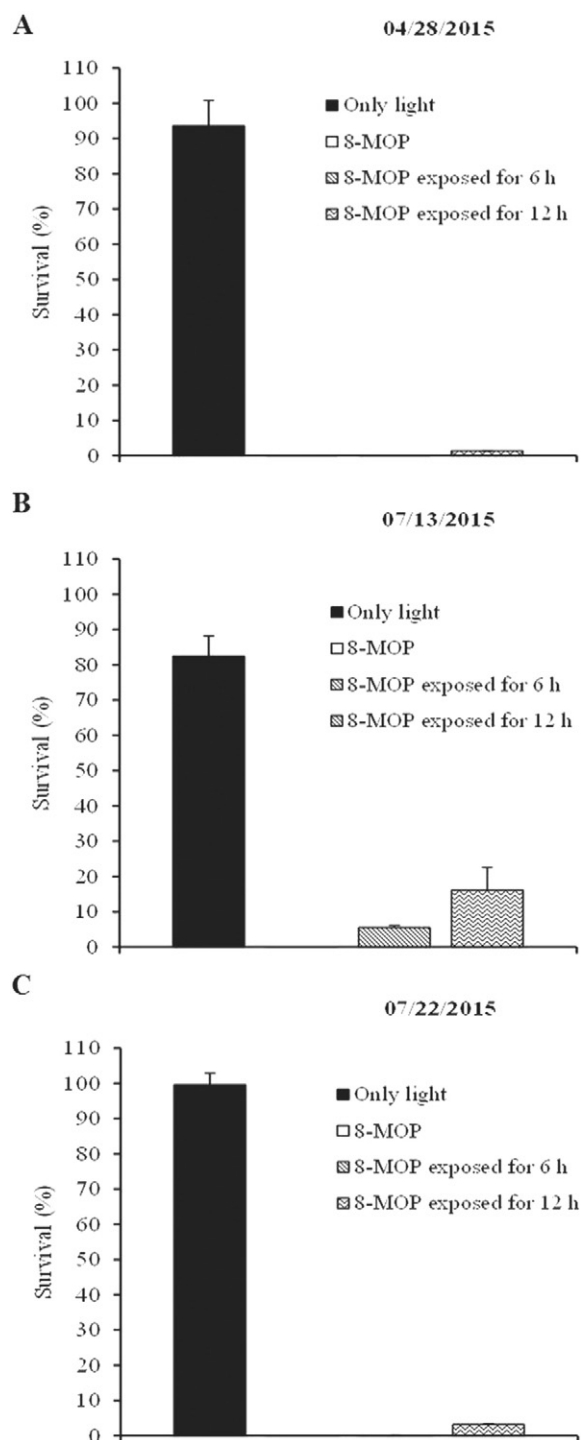 A
04/28/2015
110
100
90
80
70
60
50
40
30
20
10
0
Survival (%)
Only light
8-MOP
8-MOP exposed for 6 h
8-MOP exposed for 12 h
B
07/13/2015
110
100
90
80
70
60
50
40
30
20
10
0
Survival (%)
Only light
8-MOP
8-MOP exposed for 6 h
8-MOP exposed for 12 h
C
07/22/2015
110
100
90
80
70
60
50
40
30
20
10
0
Survival (%)
Only light
8-MOP
8-MOP exposed for 6 h
8-MOP exposed for 12 h